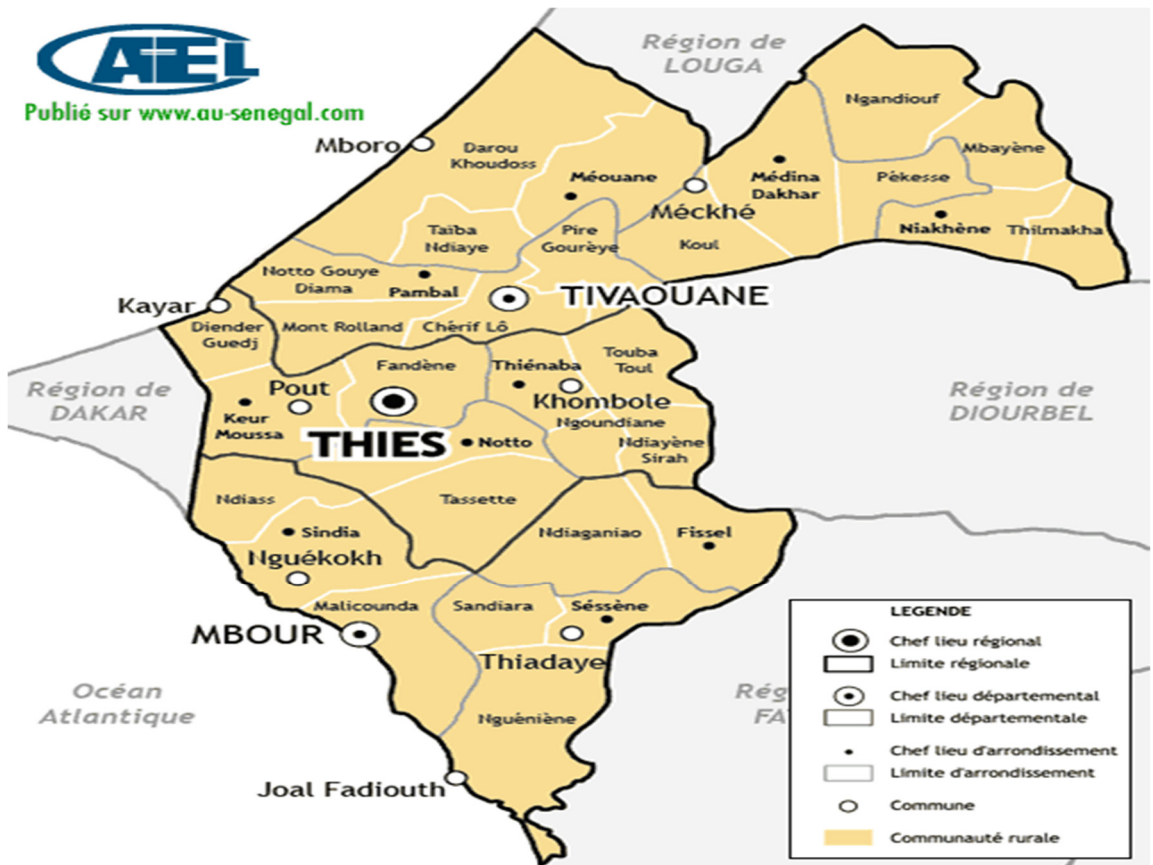 ATEL
Publié sur www.au-senegal.com
Région de
LOUGA
Ngandiouf
Mboro
Darou
Khoudoss
Mbayène
Méouane
Médina
Dakhar
Pékesse
Méckhé
Taïba
Ndiaye
Pire
Gourèye
Koul
Niakhène
Thilmakha
Notto Gouye
Diama
Pambal
TIVAOUANE
Kayar
Diender
Guedj
Mont Rolland
Chérif Lô
Fandène
Thiénaba
Touba
Toul
Région de
DAKAR
Pout
Khombole
Région de
DIOURBEL
Keur
Moussa
THIES
Notto
Ngoundiane
Ndiayène
Sirah
Ndiass
Tassette
Sindia
Ndiaganiao
Fissel
Nguékokh
Malicounda
Sandiara
Séssène
MBOUR
Thiadaye
Océan
Atlantique
Nguéniène
Joal Fadiouth
LEGENDE
Chef lieu régional
Limite régionale
Chef lieu départemental
Limite départementale
Chef lieu d'arrondissement
Limite d'arrondissement
Commune
Communauté rurale